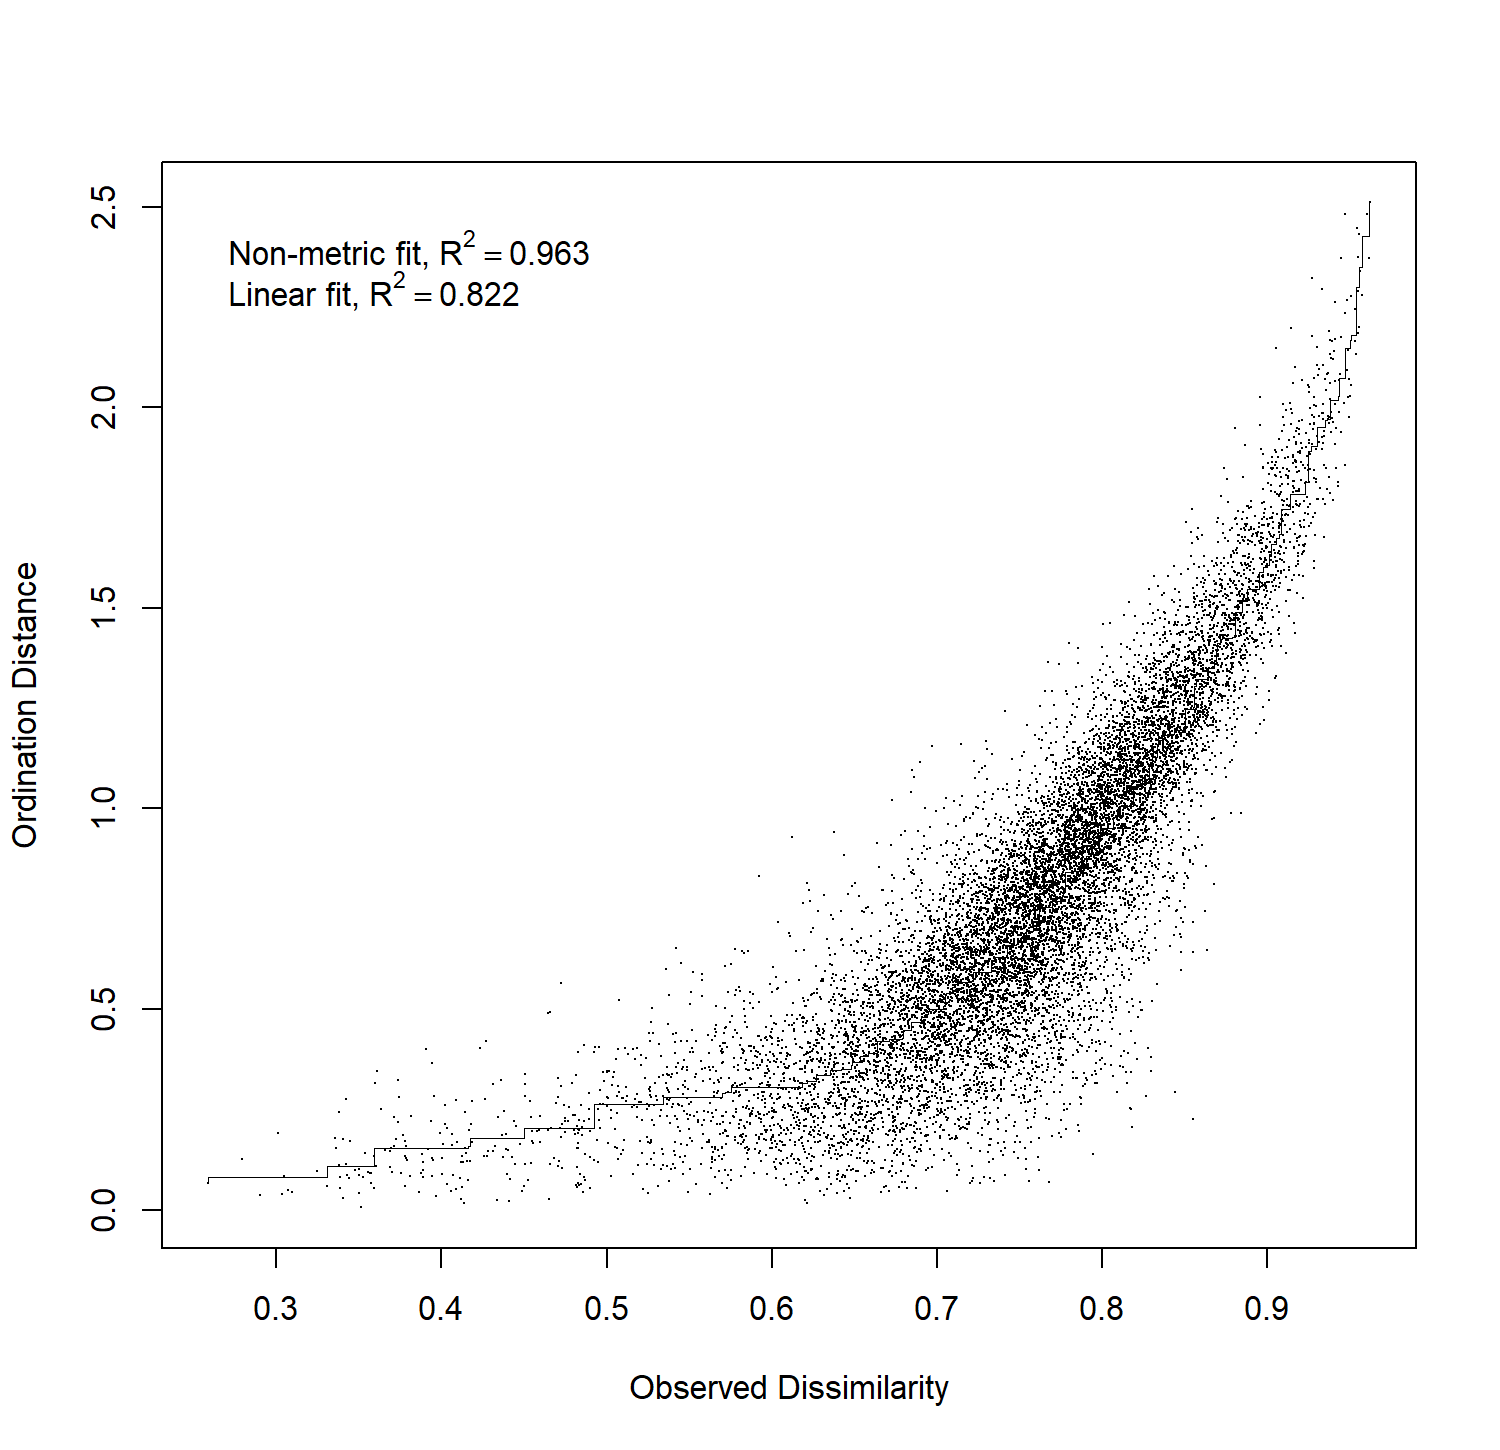 Non-metric fit, R² = 0.963
Linear fit, R² = 0.822
2.5
2.0
1.5
1.0
0.5
0.0
Ordination Distance
0.3 0.4 0.5 0.6 0.7 0.8 0.9
Observed Dissimilarity